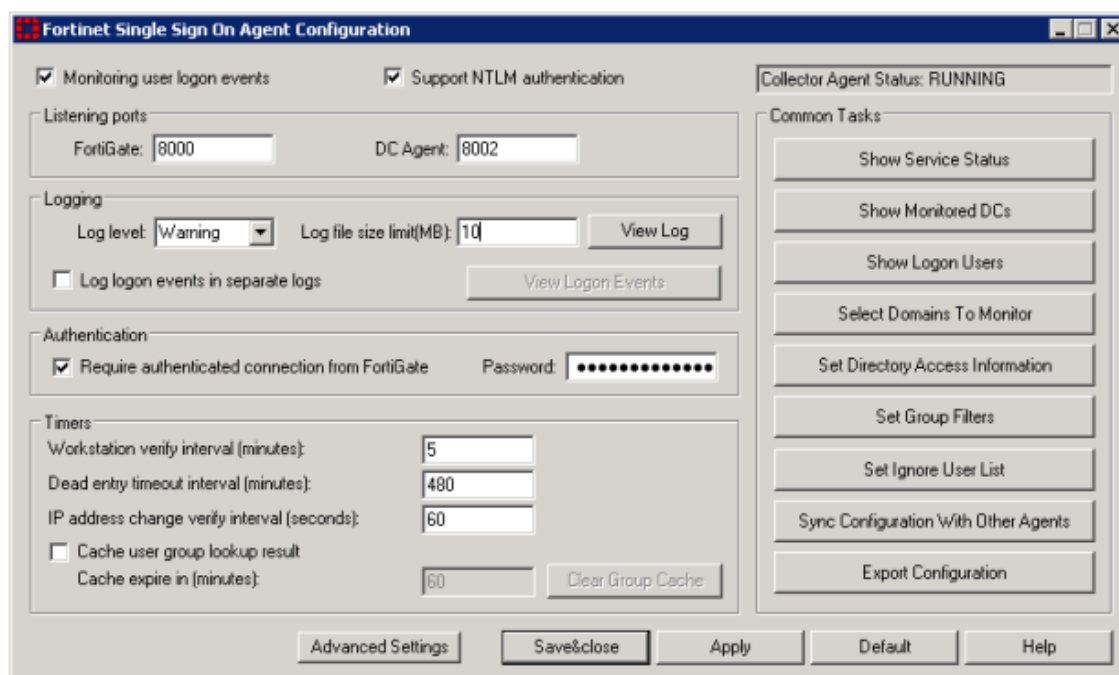 Fortinet Single Sign On Agent Configuration
Monitoring user logon events
Support NTLM authentication
Collector Agent Status: RUNNING
Listening ports
FortiGate: 8000
DC Agent: 8002
Logging
Log level: Warning
Log file size limit(MB): 10
View Log
Log logon events in separate logs
View Logon Events
Authentication
Require authenticated connection from FortiGate
Password: ●●●●●●●●●●●●●
Timers
Workstation verify interval (minutes): 5
Dead entry timeout interval (minutes): 480
IP address change verify interval (seconds): 60
Cache user group lookup result
Cache expire in (minutes): 60
Clear Group Cache
Common Tasks
Show Service Status
Show Monitored DCs
Show Logon Users
Select Domains To Monitor
Set Directory Access Information
Set Group Filters
Set Ignore User List
Sync Configuration With Other Agents
Export Configuration
Advanced Settings
Save&close
Apply
Default
Help